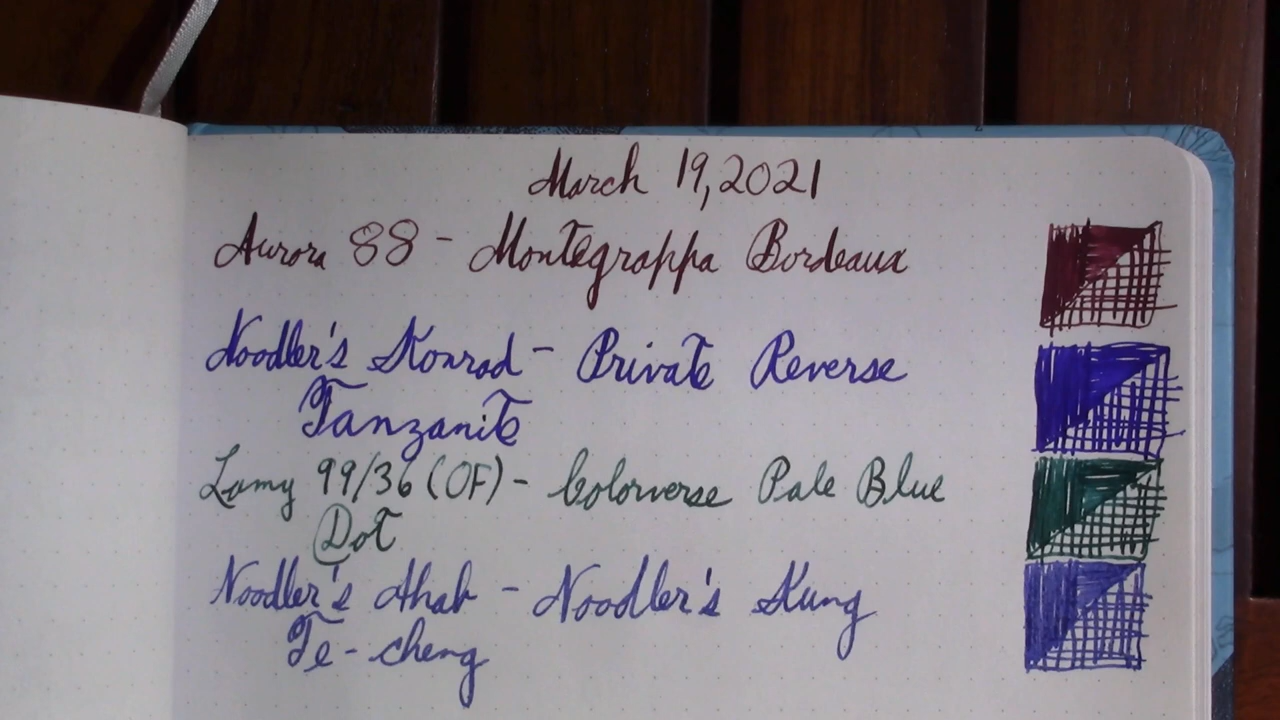 March 19, 2021
Aurora 88 - Montegrappa Bordeaux
Noodler's Konrad - Private Reverse
Tanzanite
Lamy 99/36 (OF) - Colorverse Pale Blue
Dot
Noodler's Ahab - Noodler's Kung
Te-cheng